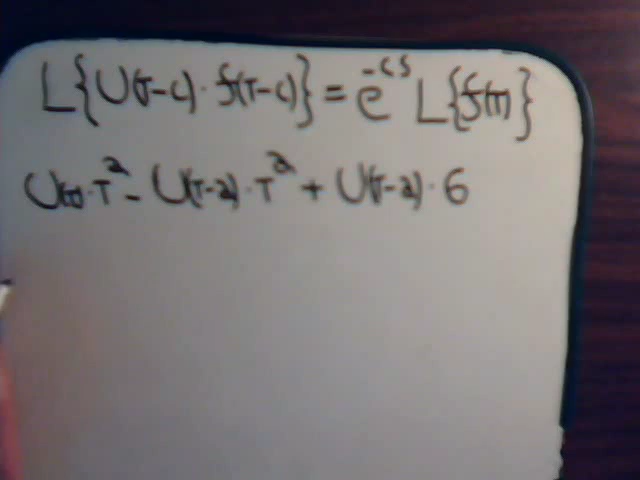 L{U(T-c)·f(T-c)} = e^-cs L{f(T)}
U(T)·T² - U(T-2)·T² + U(T-2)·6